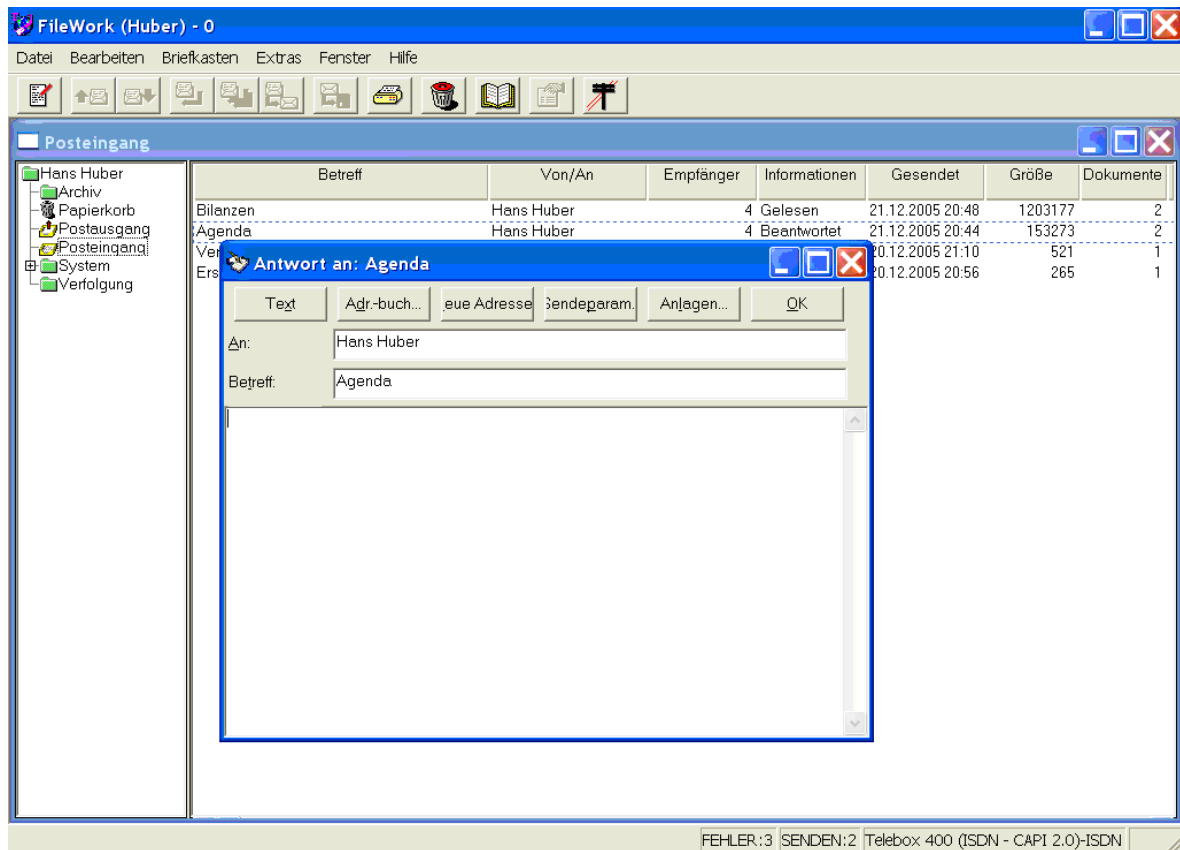 FileWork (Huber) - 0
Datei Bearbeiten Briefkasten Extras Fenster Hilfe
Posteingang
Hans Huber
Archiv
Papierkorb
Postausgang
Posteingang
System
Verfolgung
Betreff Von/An Empfänger Informationen Gesendet Größe Dokumente
Bilanzen Hans Huber 4 Gelesen 21.12.2005 20:48 1203177 2
Agenda Hans Huber 4 Beantwortet 21.12.2005 20:44 153273 2
Ver 20.12.2005 21:10 521 1
Ers 20.12.2005 20:56 265 1
Antwort an: Agenda
Text Adr.-buch... eue Adresse Sendeparam. Anlagen... OK
An: Hans Huber
Betreff: Agenda
FEHLER:3 SENDEN:2 Telebox 400 (ISDN - CAPI 2.0)-ISDN